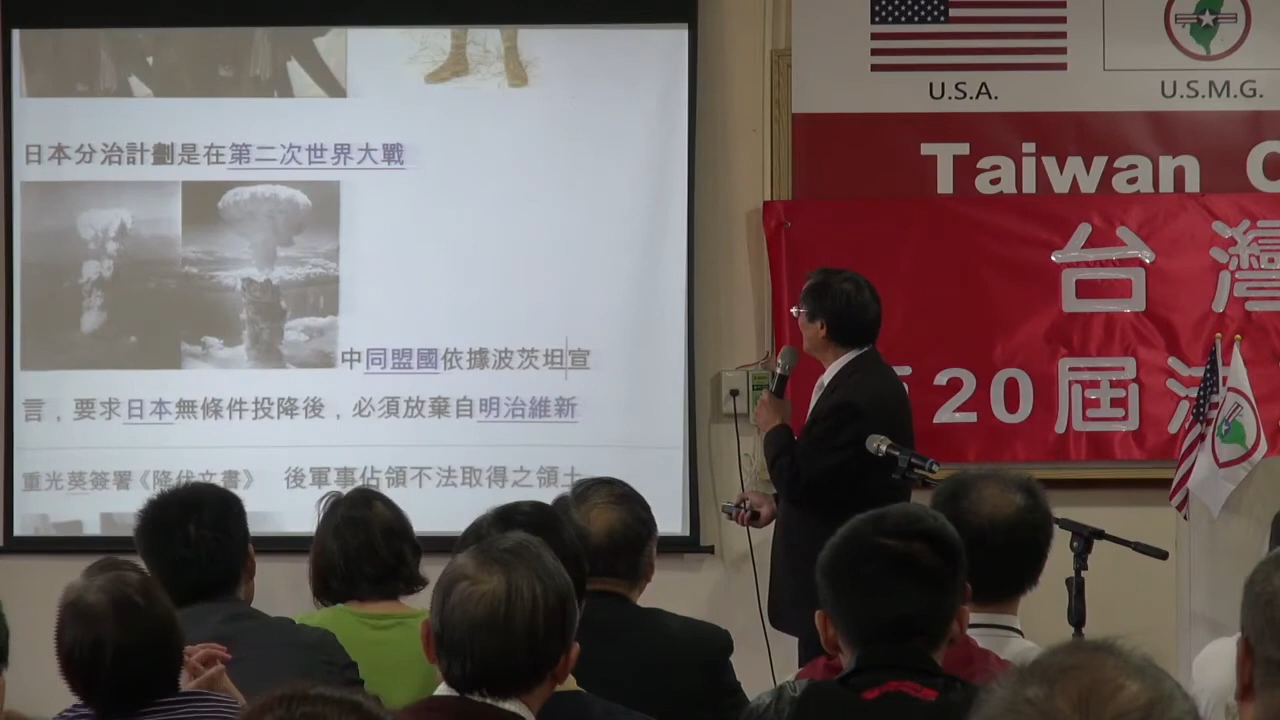 日本分治計劃是在第二次世界大戰
中同盟國依據波茨坦宣
言，要求日本無條件投降後，必須放棄自明治維新
重光葵簽署《降伏文書》 後軍事佔領不法取得之領土
U.S.A.
U.S.M.G.
Taiwan C
台灣
20屆法